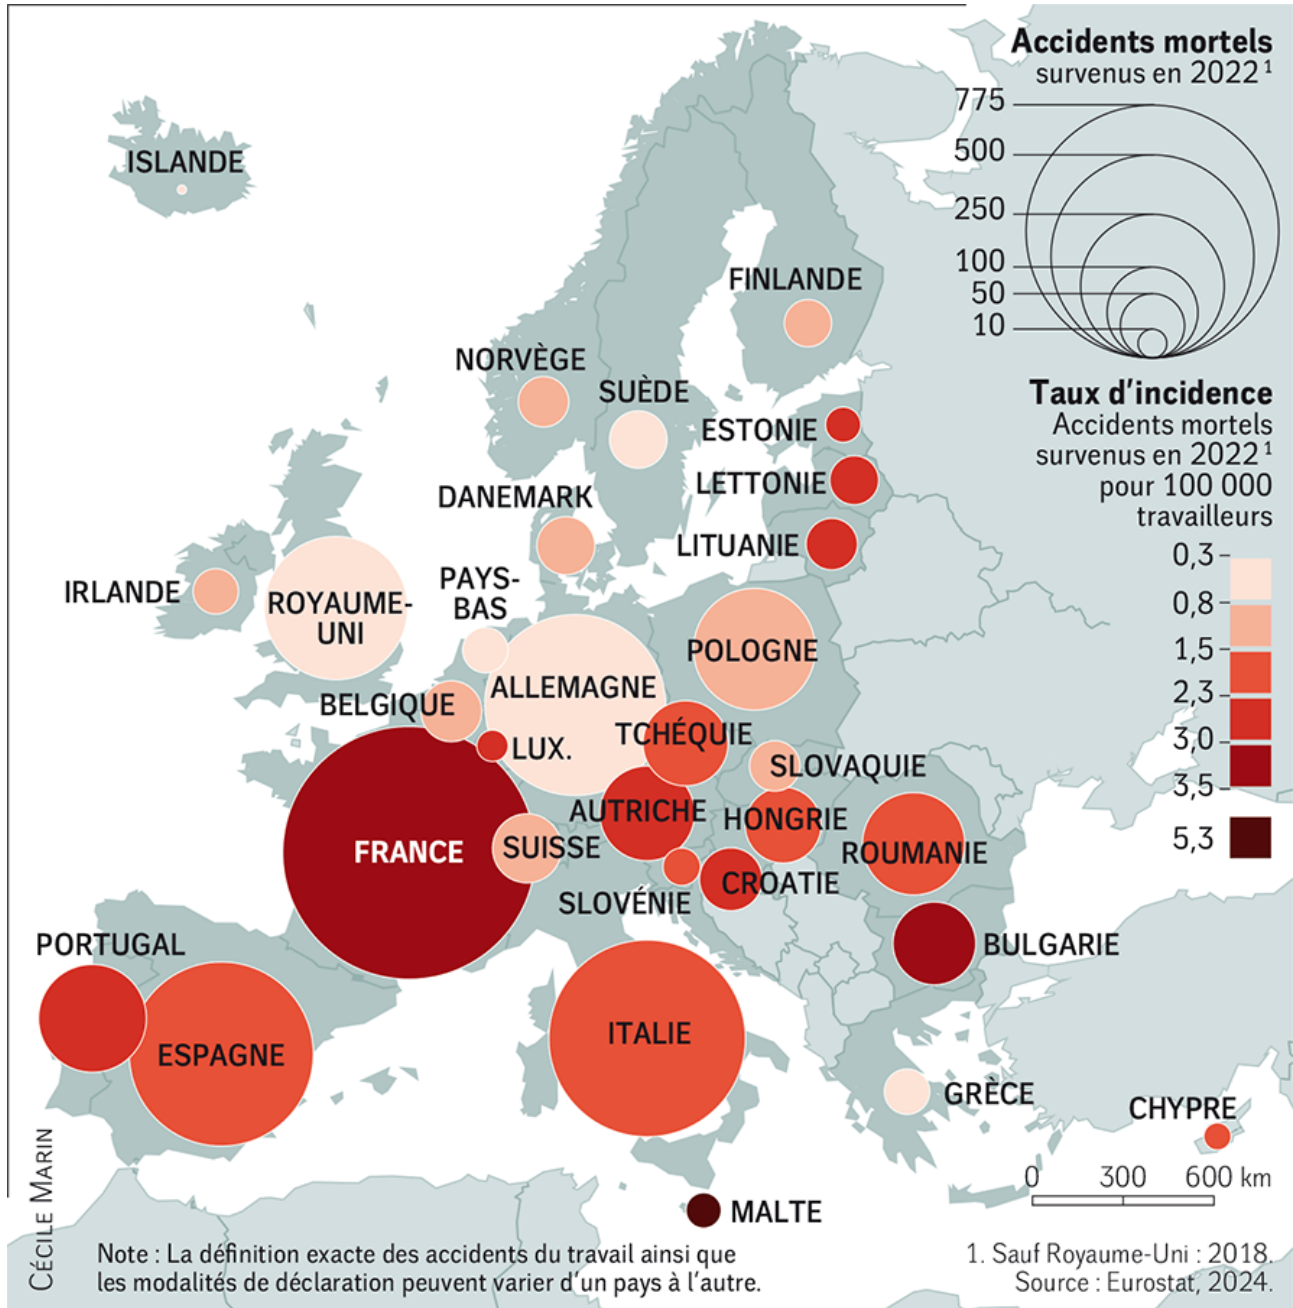 Accidents mortels
survenus en 2022 1
775
500
250
100
50
10
Taux d'incidence
Accidents mortels
survenus en 2022 1
pour 100 000
travailleurs
0,3
0,8
1,5
2,3
3,0
3,5
5,3
ISLANDE
FINLANDE
NORVÈGE
SUÈDE
ESTONIE
LETTONIE
DANEMARK
LITUANIE
IRLANDE
ROYAUME-
UNI
PAYS-
BAS
POLOGNE
ALLEMAGNE
BELGIQUE
TCHÉQUIE
LUX.
SLOVAQUIE
AUTRICHE
HONGRIE
FRANCE
SUISSE
ROUMANIE
CROATIE
SLOVÉNIE
PORTUGAL
BULGARIE
ESPAGNE
ITALIE
GRÈCE
CHYPRE
0 300 600 km
MALTE
CÉCILE MARIN
Note : La définition exacte des accidents du travail ainsi que
les modalités de déclaration peuvent varier d'un pays à l'autre.
1. Sauf Royaume-Uni : 2018.
Source : Eurostat, 2024.